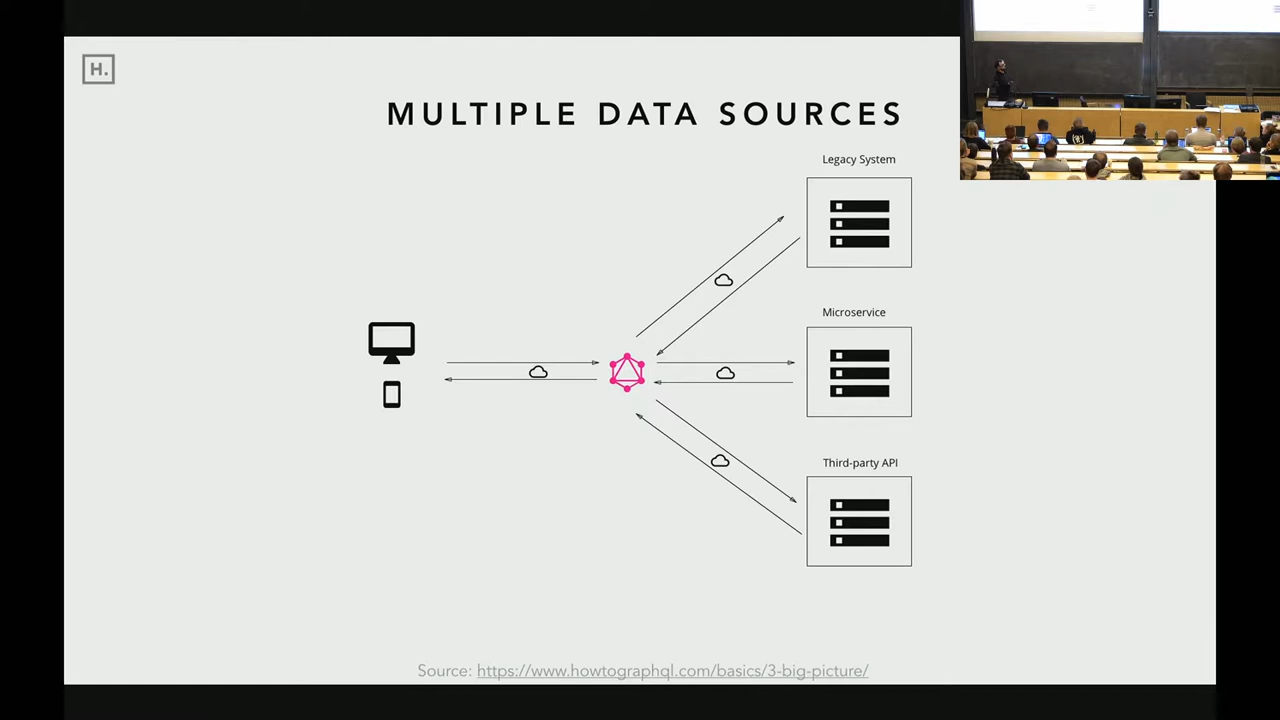 H.
MULTIPLE DATA SOURCES
Legacy System
Microservice
Third-party API
Source: https://www.howtographql.com/basics/3-big-picture/